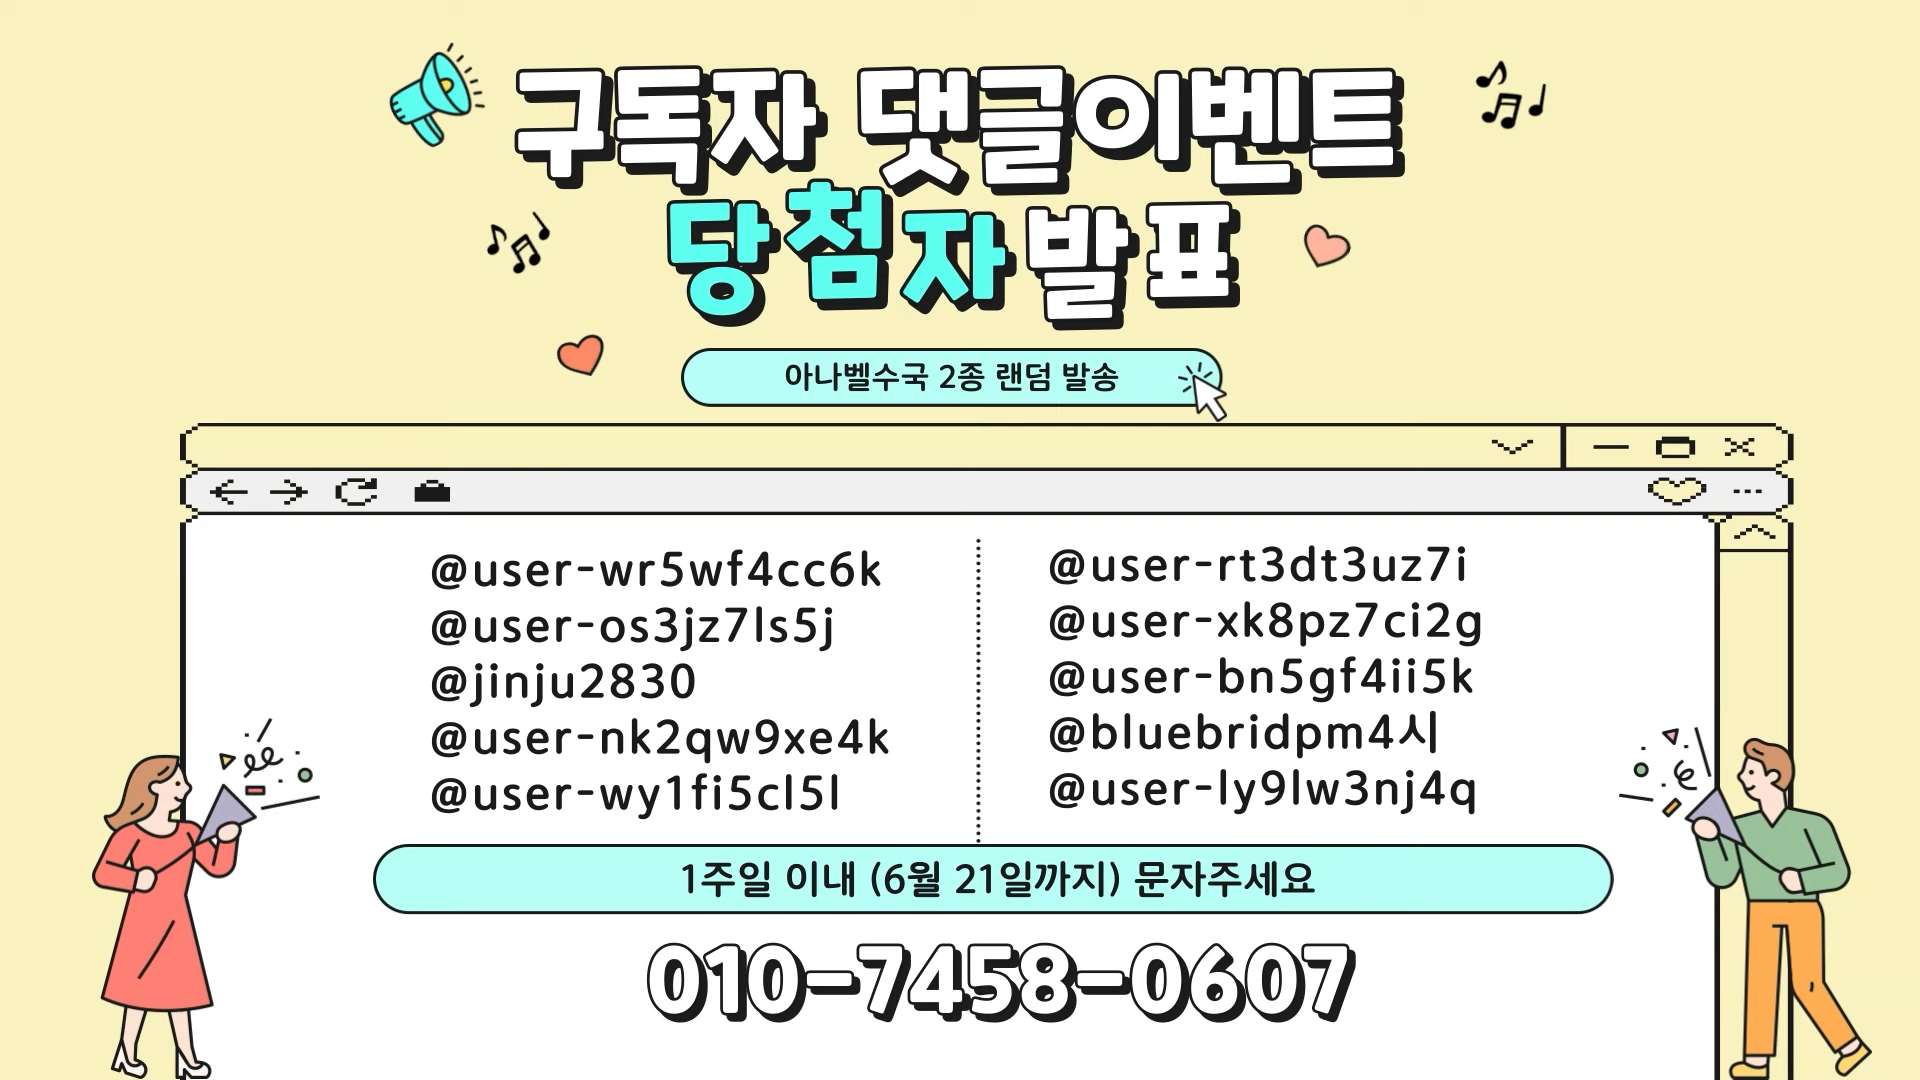 구독자 댓글이벤트
당첨자발표
아나벨수국 2종 랜덤 발송
@user-wr5wf4cc6k
@user-os3jz7ls5j
@jinju2830
@user-nk2qw9xe4k
@user-wy1fi5cl5l
@user-rt3dt3uz7i
@user-xk8pz7ci2g
@user-bn5gf4ii5k
@bluebridpm4시
@user-ly9lw3nj4q
1주일 이내 (6월 21일까지) 문자주세요
010-7458-0607